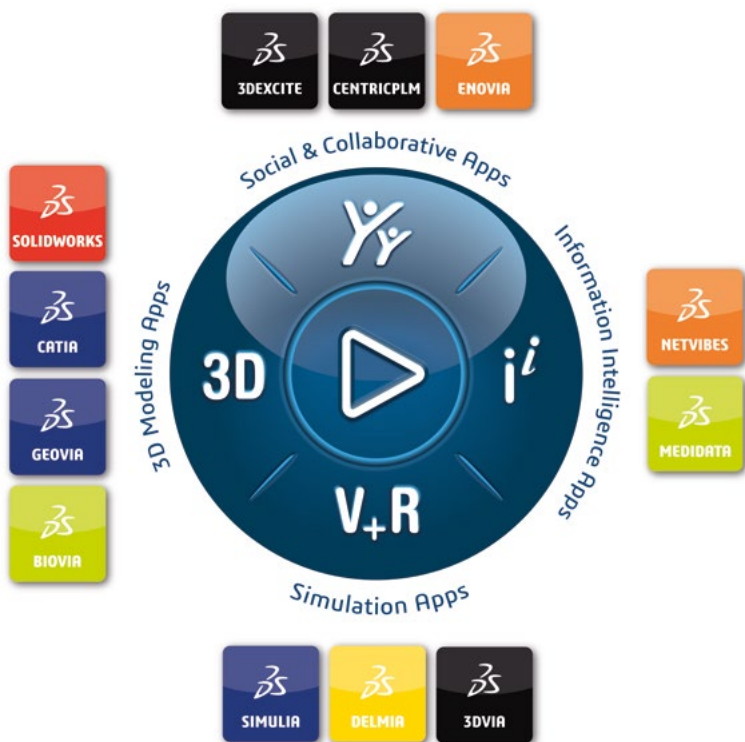 3DEXCITE
CENTRICPLM
ENOVIA
Social & Collaborative Apps
SOLIDWORKS
CATIA
GEOVIA
BIOVIA
3D Modeling Apps
3D
i i
V+R
Information Intelligence Apps
NETVIBES
MEDIDATA
Simulation Apps
SIMULIA
DELMIA
3DVIA